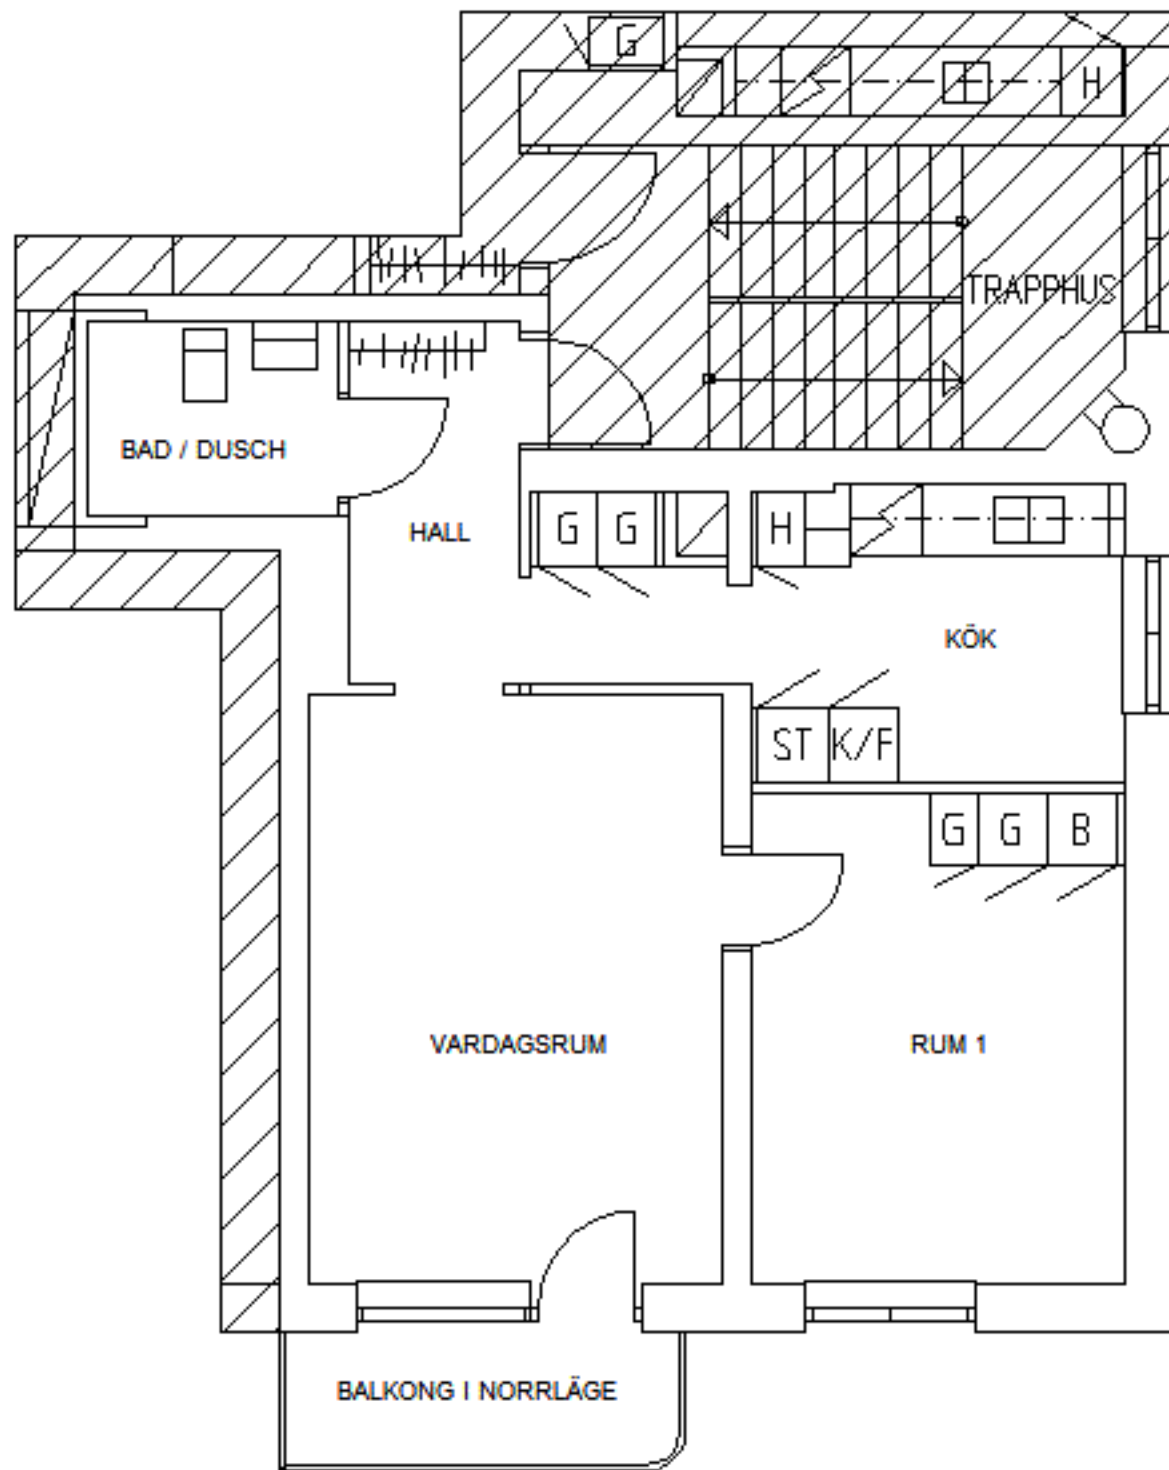 G
H
TRAPPHUS
BAD / DUSCH
HALL
G G H
KÖK
ST K/F
G G B
VARDAGSRUM
RUM 1
BALKONG I NORRLÄGE